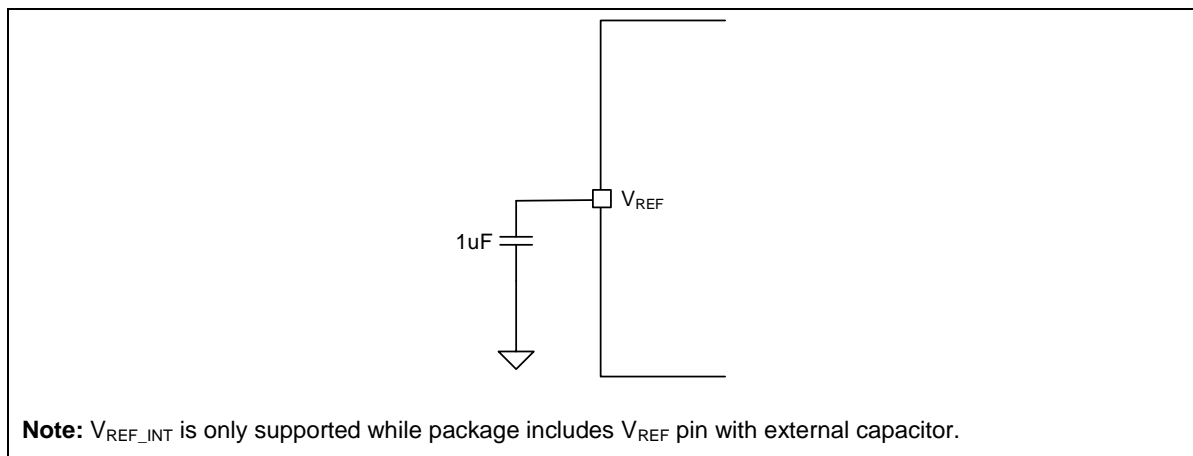 VREF
1uF
Note: VREF_INT is only supported while package includes VREF pin with external capacitor.